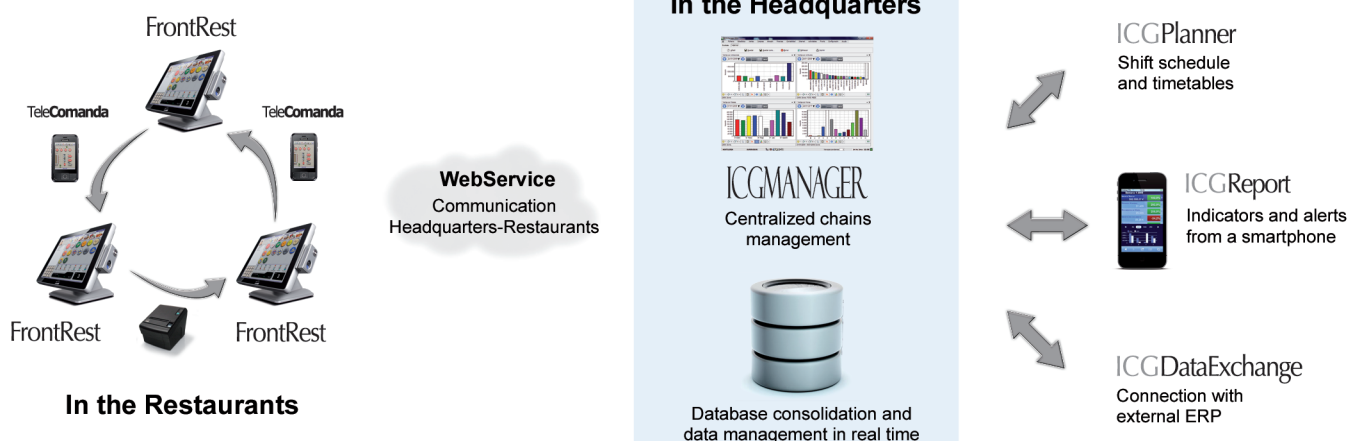 FrontRest
TeleComanda
TeleComanda
FrontRest
FrontRest
In the Restaurants
WebService
Communication
Headquarters-Restaurants
In the Headquarters
ICGMANAGER
Centralized chains
management
Database consolidation and
data management in real time
ICGPlanner
Shift schedule
and timetables
ICGReport
Indicators and alerts
from a smartphone
ICGDataExchange
Connection with
external ERP